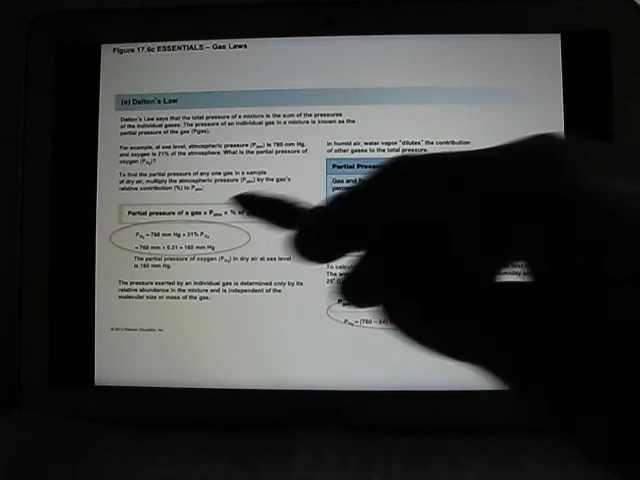 Figure 17.6c ESSENTIALS – Gas Laws
(c) Dalton's Law
Dalton's Law says that the total pressure of a mixture is the sum of the pressures
of the individual gases. The pressure of an individual gas in a mixture is known as the
partial pressure of the gas (Pgas).
For example, at sea level, atmospheric pressure (Patm) is 760 mm Hg,
and oxygen is 21% of the atmosphere. What is the partial pressure of
oxygen (PO2)?
To find the partial pressure of any one gas in a sample
of dry air, multiply the atmospheric pressure (Patm) by the gas's
relative contribution (%) to Patm:
Partial pressure of a gas = Patm × % of
PO2 = 760 mm Hg × 21%
= 760 mm × 0.21 = 160 mm Hg
The partial pressure of oxygen (PO2) in dry air at sea level
is 160 mm Hg.
The pressure exerted by an individual gas is determined only by its
relative abundance in the mixture and is independent of the
molecular size or mass of the gas.
© 2013 Pearson Education, Inc.
In humid air, water vapor "dilutes" the contribution
of other gases to the total pressure.
Partial
Gas
To
The
25°
PO2 = (760 – 24)